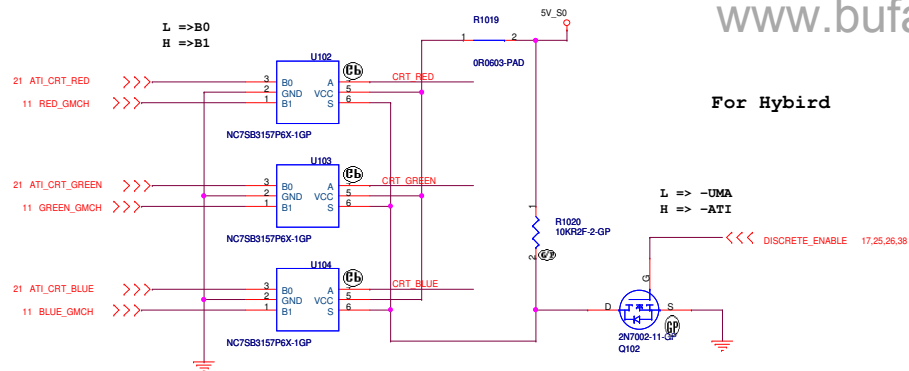 www.bufa
R1019
5V_S0
L =>B0
H =>B1
1 2
0R0603-PAD
U102
21 ATI_CRT_RED 3 B0 A CRT_RED
2 GND VCC 5
11 RED_GMCH 1 B1 S 6
NC7SB3157P6X-1GP
For Hybird
U103
21 ATI_CRT_GREEN 3 B0 A CRT_GREEN
2 GND VCC 5
11 GREEN_GMCH 1 B1 S 6
NC7SB3157P6X-1GP
L => -UMA
H => -ATI
1
R1020
10KR2F-2-GP
2
DISCRETE_ENABLE 17,25,26,38
U104
21 ATI_CRT_BLUE 3 B0 A CRT_BLUE
2 GND VCC 5
11 BLUE_GMCH 1 B1 S 6
NC7SB3157P6X-1GP
G
D S
GP
2N7002-11-GP
Q102